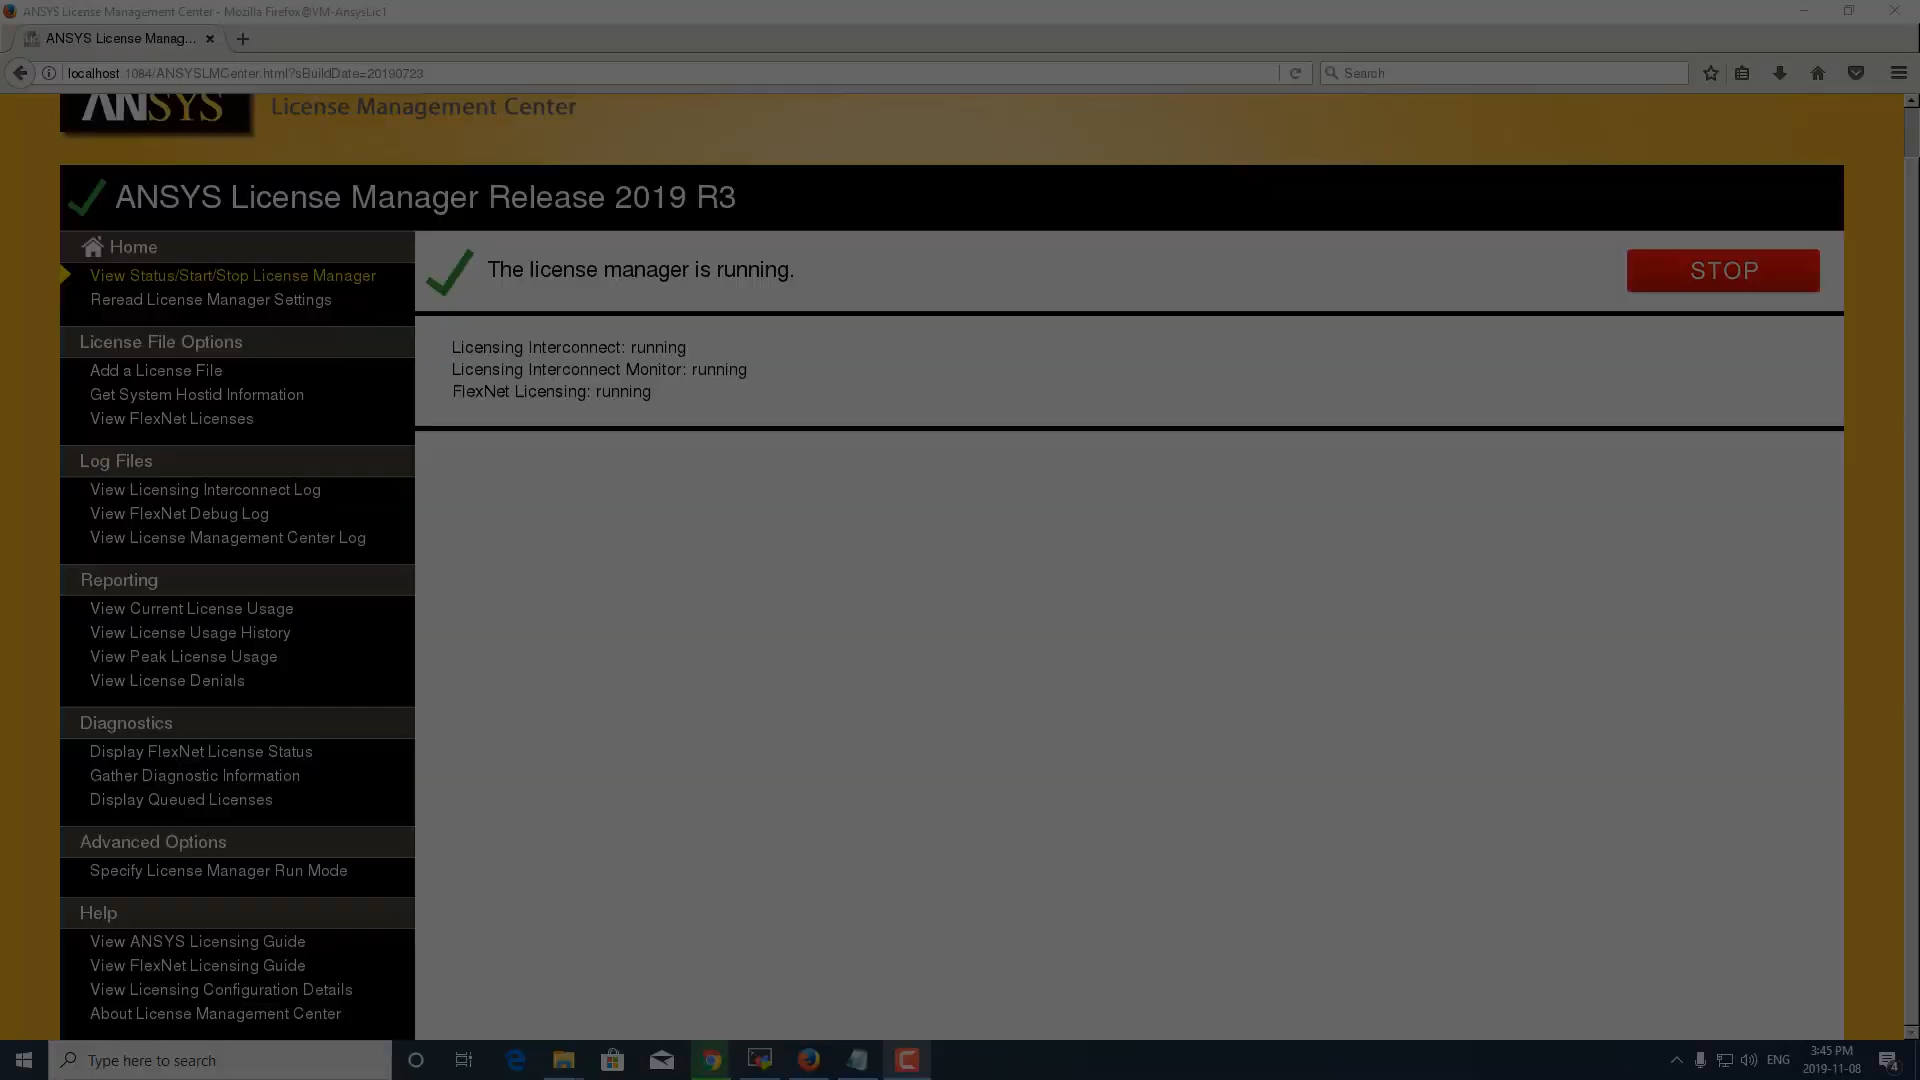 ANSYS License Management Center - Mozilla Firefox@VM-AnsysLic1
ANSYS License Manag...
localhost:1084/ANSYSLMCenter.html?sBuildDate=20190723
Search
ANSYS License Management Center
ANSYS License Manager Release 2019 R3
Home
View Status/Start/Stop License Manager
Reread License Manager Settings
License File Options
Add a License File
Get System Hostid Information
View FlexNet Licenses
Log Files
View Licensing Interconnect Log
View FlexNet Debug Log
View License Management Center Log
Reporting
View Current License Usage
View License Usage History
View Peak License Usage
View License Denials
Diagnostics
Display FlexNet License Status
Gather Diagnostic Information
Display Queued Licenses
Advanced Options
Specify License Manager Run Mode
Help
View ANSYS Licensing Guide
View FlexNet Licensing Guide
View Licensing Configuration Details
About License Management Center
The license manager is running.
STOP
Licensing Interconnect: running
Licensing Interconnect Monitor: running
FlexNet Licensing: running
Type here to search
ENG
3:45 PM
2019-11-08
4